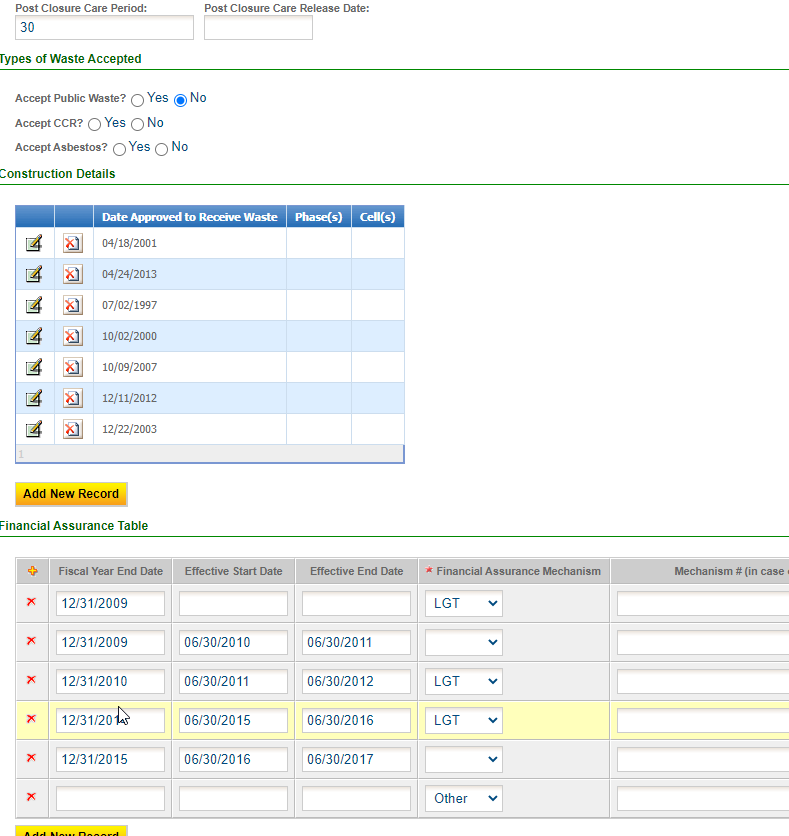 Post Closure Care Period: Post Closure Care Release Date:
30
Types of Waste Accepted
Accept Public Waste? Yes No
Accept CCR? Yes No
Accept Asbestos? Yes No
Construction Details
Date Approved to Receive Waste Phase(s) Cell(s)
04/18/2001
04/24/2013
07/02/1997
10/02/2000
10/09/2007
12/11/2012
12/22/2003
1
Add New Record
Financial Assurance Table
Fiscal Year End Date Effective Start Date Effective End Date * Financial Assurance Mechanism Mechanism # (in case
12/31/2009 LGT
12/31/2009 06/30/2010 06/30/2011
12/31/2010 06/30/2011 06/30/2012 LGT
06/30/2015 06/30/2016 LGT
12/31/2015 06/30/2016 06/30/2017
Other
Add New Record